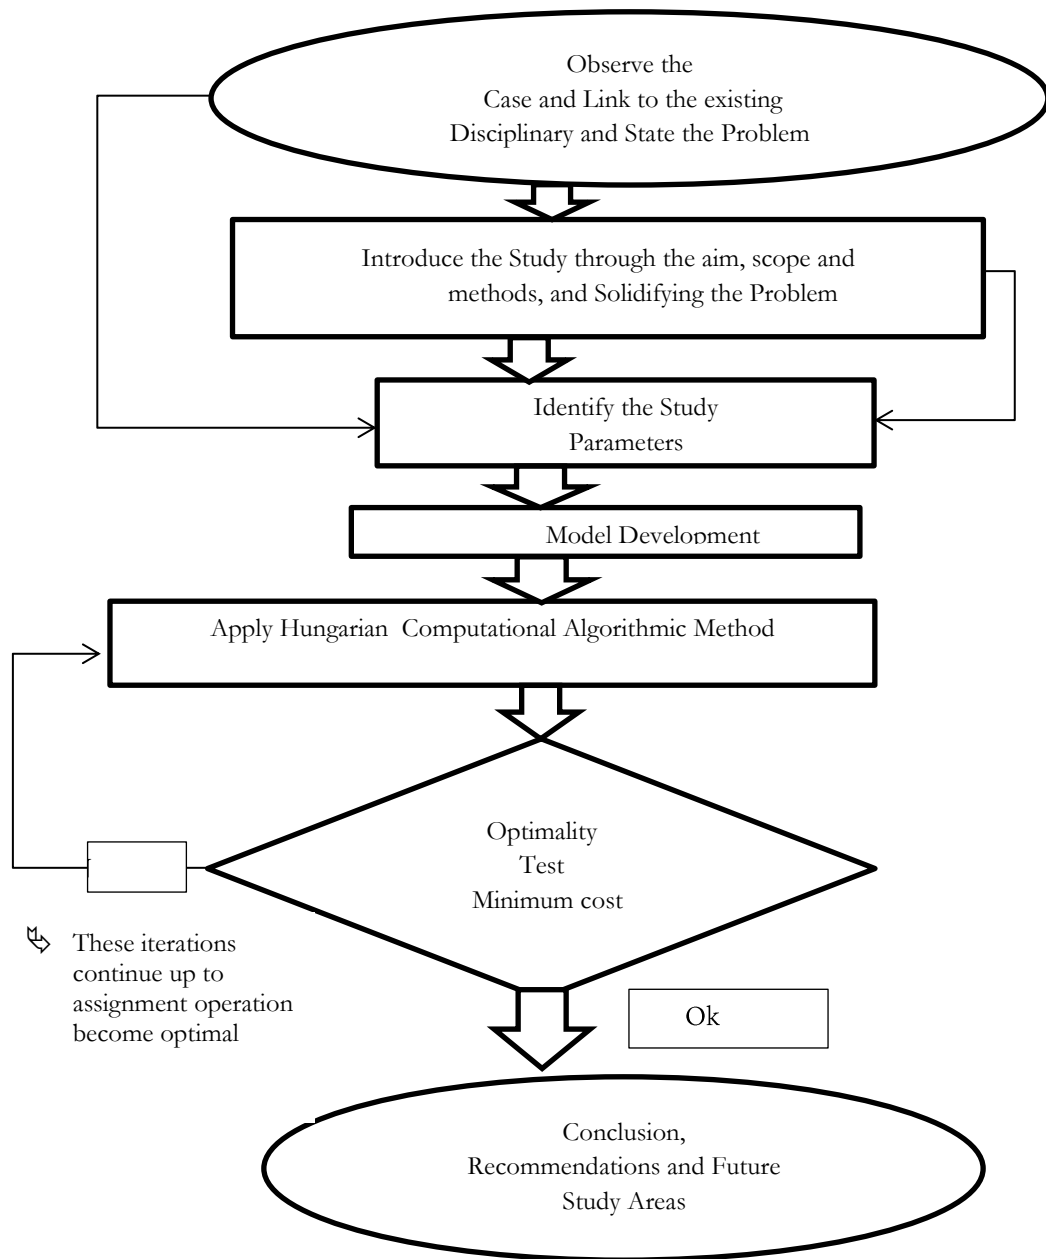 Observe the
Case and Link to the existing
Disciplinary and State the Problem
Introduce the Study through the aim, scope and
methods, and Solidifying the Problem
Identify the Study
Parameters
Model Development
Apply Hungarian Computational Algorithmic Method
Optimality
Test
Minimum cost
These iterations
continue up to
assignment operation
become optimal
Ok
Conclusion,
Recommendations and Future
Study Areas